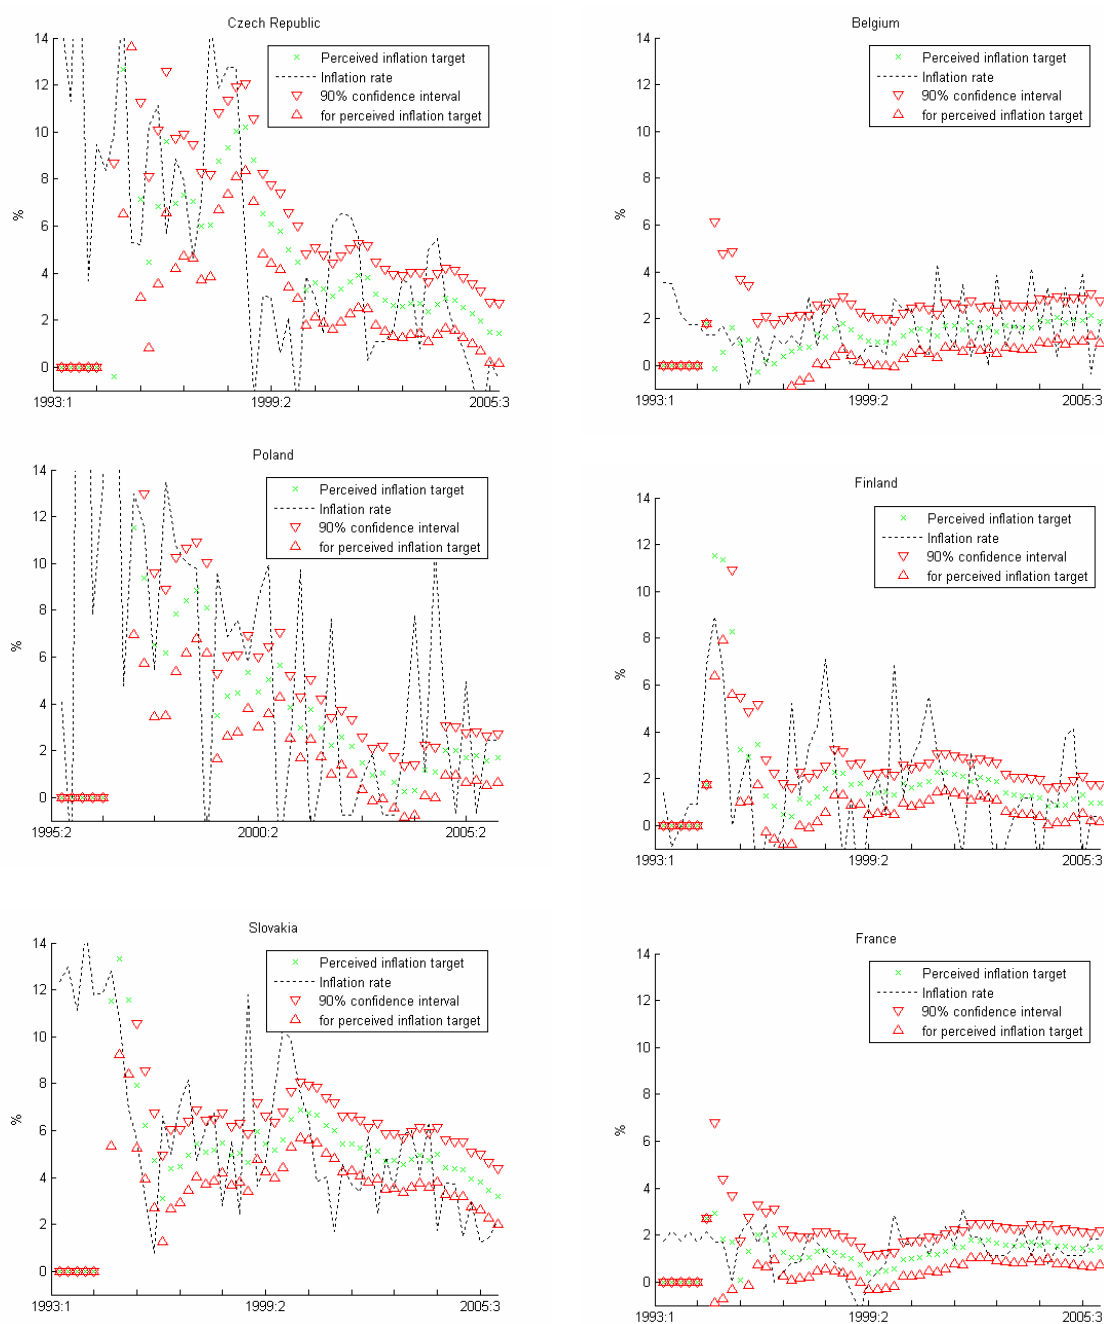 Czech Republic
14
12
10
8
6
4
2
0
%
Perceived inflation target
Inflation rate
90% confidence interval
for perceived inflation target
1993:1
1999:2
2005:3
Belgium
14
12
10
8
6
4
2
0
%
Perceived inflation target
Inflation rate
90% confidence interval
for perceived inflation target
1993:1
1999:2
2005:3
Poland
14
12
10
8
6
4
2
0
%
Perceived inflation target
Inflation rate
90% confidence interval
for perceived inflation target
1995:2
2000:2
2005:2
Finland
14
12
10
8
6
4
2
0
%
Perceived inflation target
Inflation rate
90% confidence interval
for perceived inflation target
1993:1
1999:2
2005:3
Slovakia
14
12
10
8
6
4
2
0
%
Perceived inflation target
Inflation rate
90% confidence interval
for perceived inflation target
1993:1
1999:2
2005:3
France
14
12
10
8
6
4
2
0
%
Perceived inflation target
Inflation rate
90% confidence interval
for perceived inflation target
1993:1
1999:2
2005:3